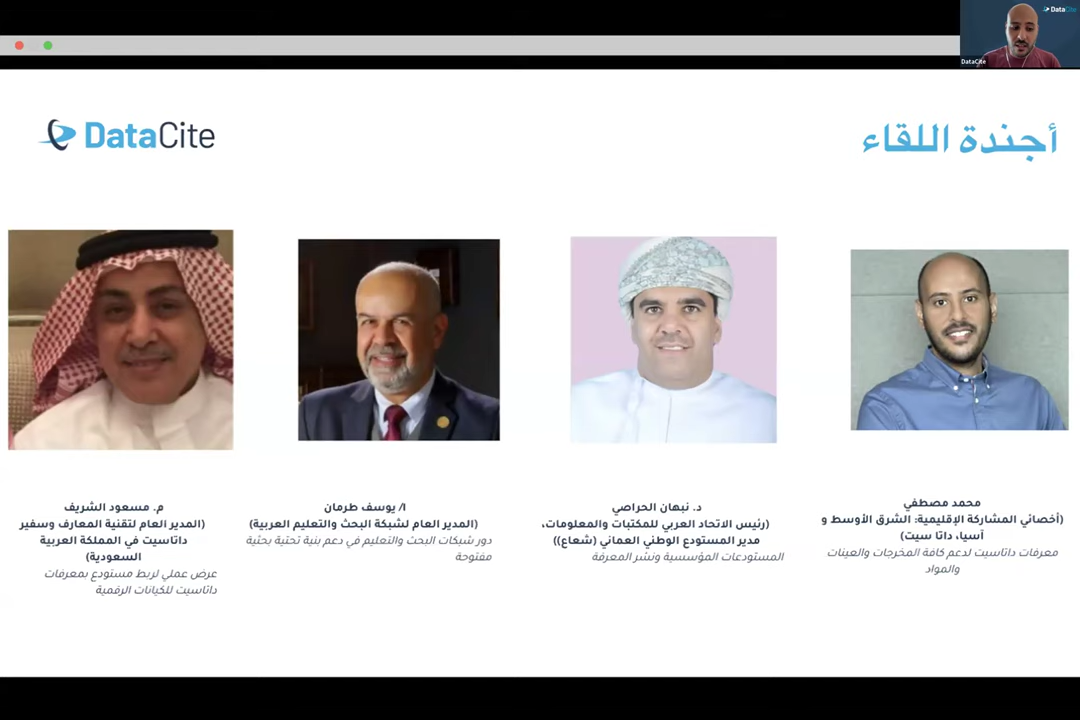 DataCite
DataCite
أجندة اللقاء
DataCite
محمد مصطفي
(أخصائي المشاركة الإقليمية: الشرق الأوسط و
آسيا، داتا سيت)
معرفات داتاسيت لدعم كافة المخرجات والعينات
والمواد
د. نبهان الحراصي
(رئيس الاتحاد العربي للمكتبات والمعلومات،
مدير المستودع الوطني العماني (شعاع))
المستودعات المؤسسية ونشر المعرفة
ا/ يوسف طرمان
(المدير العام لشبكة البحث والتعليم العربية)
دور شبكات البحث والتعليم في دعم بنية تحتية بحثية
مفتوحة
م. مسعود الشريف
(المدير العام لتقنية المعارف وسفير
داتاسيت في المملكة العربية
السعودية)
عرض عملي لربط مستودع بمعرفات
داتاسيت للكيانات الرقمية